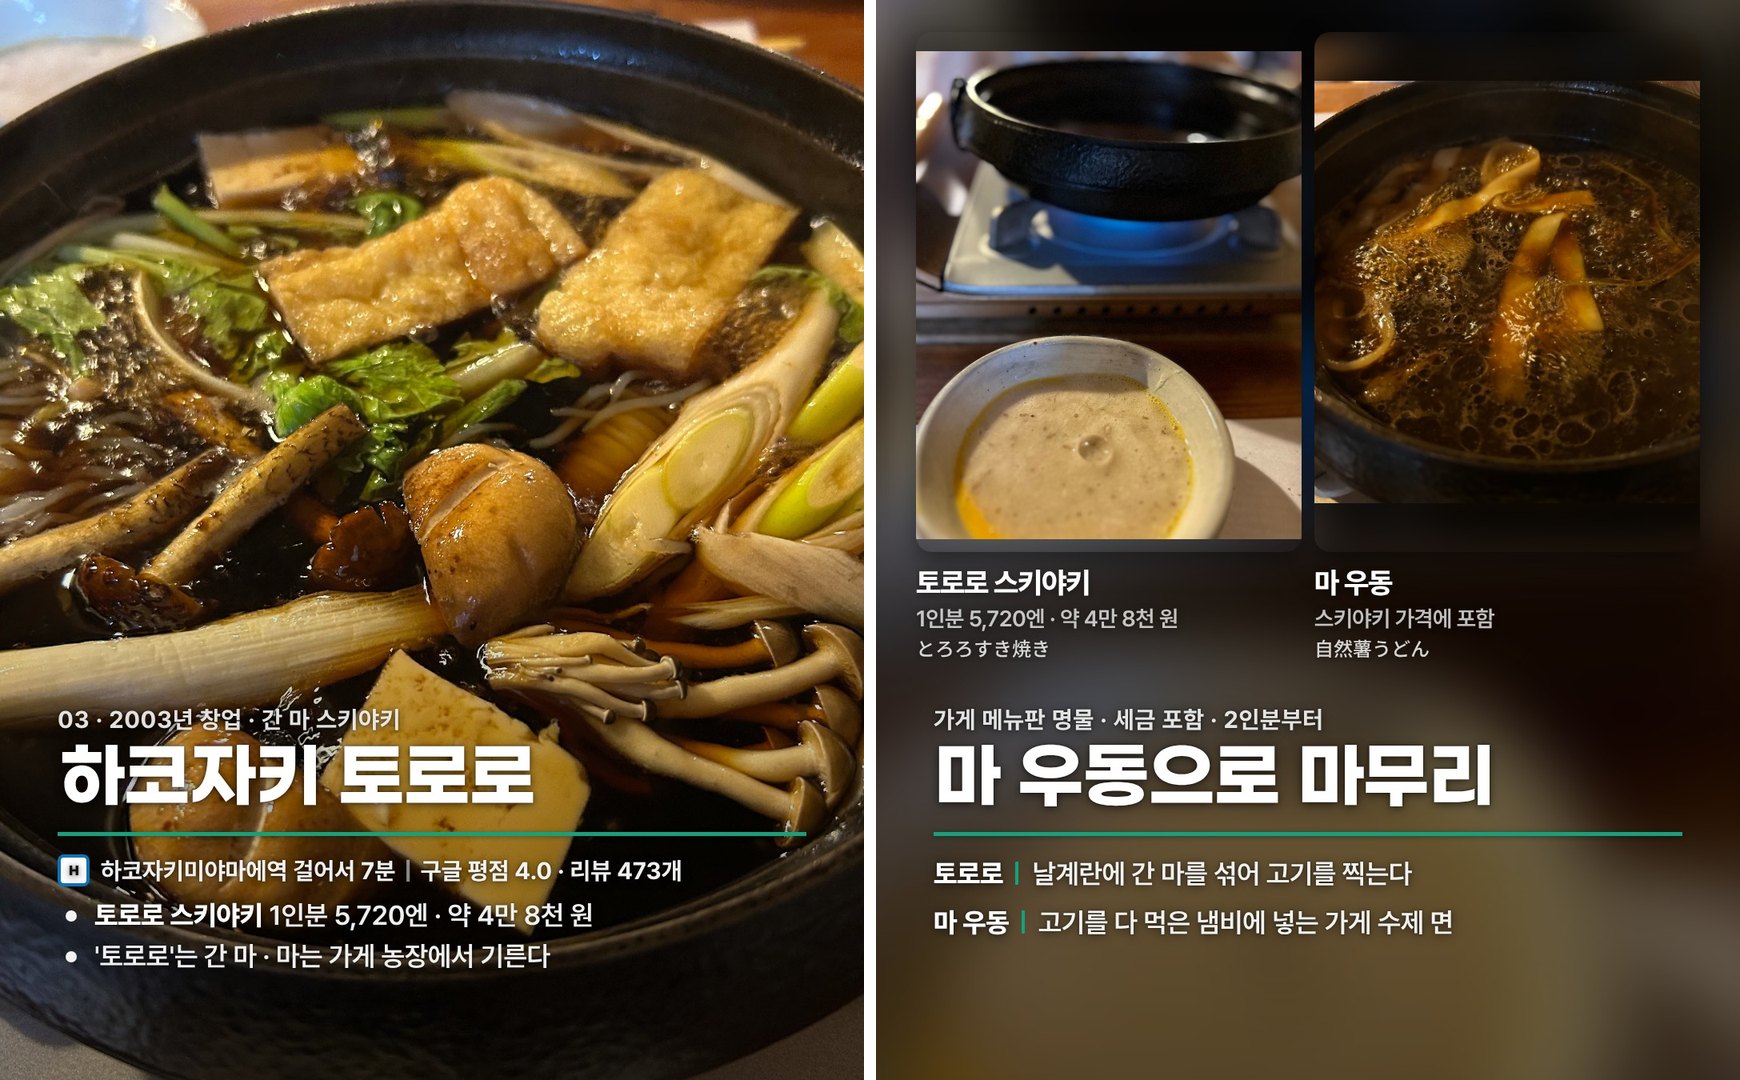 03 · 2003년 창업 · 간 마 스키야키
하코자키 토로로
H 하코자키미야마에역 걸어서 7분 | 구글 평점 4.0 · 리뷰 473개
• 토로로 스키야키 1인분 5,720엔 · 약 4만 8천 원
• '토로로'는 간 마 · 마는 가게 농장에서 기른다
토로로 스키야키
1인분 5,720엔 · 약 4만 8천 원
とろろすき焼き
마 우동
스키야키 가격에 포함
自然薯うどん
가게 메뉴판 명물 · 세금 포함 · 2인분부터
마 우동으로 마무리
토로로 | 날계란에 간 마를 섞어 고기를 찍는다
마 우동 | 고기를 다 먹은 냄비에 넣는 가게 수제 면